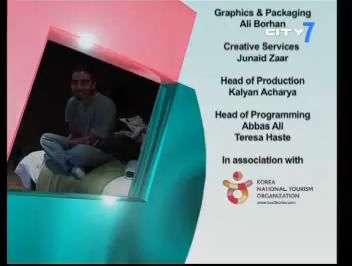 Graphics & Packaging
Ali Borhan
CITY7
Creative Services
Junaid Zaar
Head of Production
Kalyan Acharya
Head of Programming
Abbas Ali
Teresa Haste
In association with
KOREA
NATIONAL TOURISM
ORGANIZATION